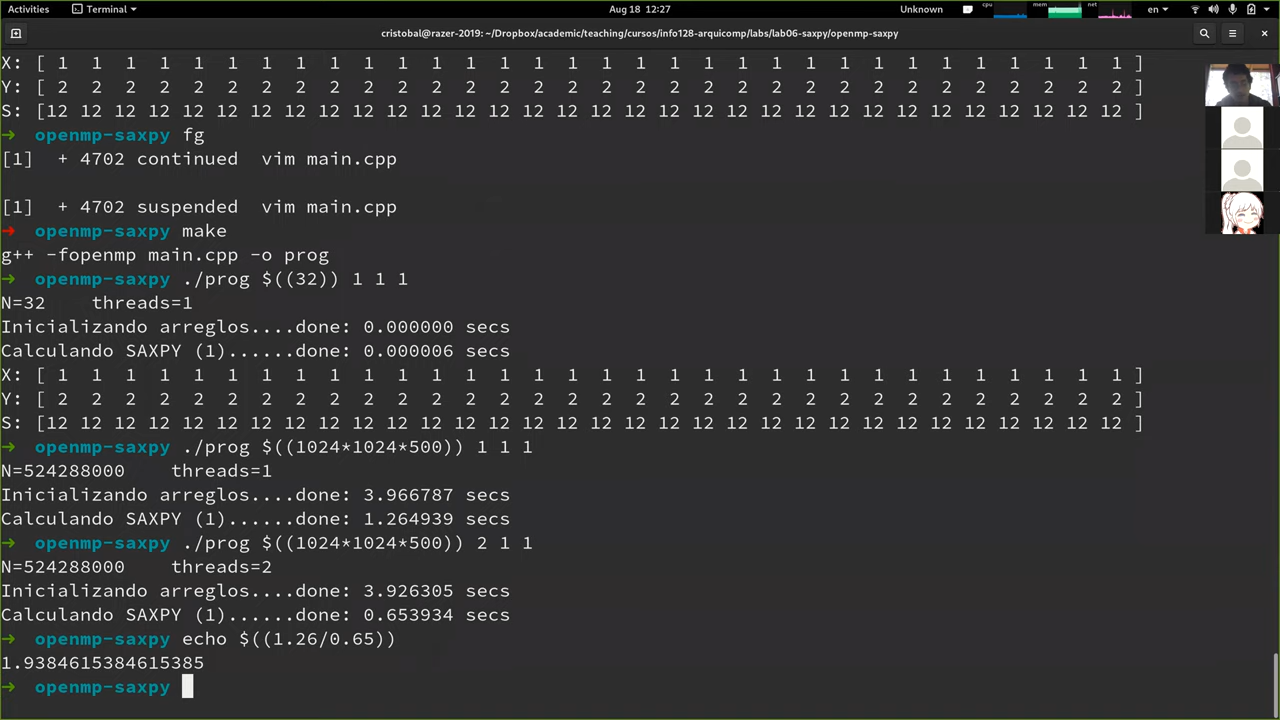 Activities Terminal Aug 18 12:27 Unknown cpu mem net en
cristobal@razer-2019: ~/Dropbox/academic/teaching/cursos/info128-arquicomp/labs/lab06-saxpy/openmp-saxpy
X: [ 1 1 1 1 1 1 1 1 1 1 1 1 1 1 1 1 1 1 1 1 1 1 1 1 1 1 1 1 1 1 1 1 ]
Y: [ 2 2 2 2 2 2 2 2 2 2 2 2 2 2 2 2 2 2 2 2 2 2 2 2 2 2 2 2 2 2 2 2 ]
S: [12 12 12 12 12 12 12 12 12 12 12 12 12 12 12 12 12 12 12 12 12 12 12 12 12 12 12 12 12 12 12 12 ]
→ openmp-saxpy fg
[1] + 4702 continued vim main.cpp
[1] + 4702 suspended vim main.cpp
→ openmp-saxpy make
g++ -fopenmp main.cpp -o prog
→ openmp-saxpy ./prog $((32)) 1 1 1
N=32 threads=1
Inicializando arreglos....done: 0.000000 secs
Calculando SAXPY (1)......done: 0.000006 secs
X: [ 1 1 1 1 1 1 1 1 1 1 1 1 1 1 1 1 1 1 1 1 1 1 1 1 1 1 1 1 1 1 1 1 ]
Y: [ 2 2 2 2 2 2 2 2 2 2 2 2 2 2 2 2 2 2 2 2 2 2 2 2 2 2 2 2 2 2 2 2 ]
S: [12 12 12 12 12 12 12 12 12 12 12 12 12 12 12 12 12 12 12 12 12 12 12 12 12 12 12 12 12 12 12 12 ]
→ openmp-saxpy ./prog $((1024*1024*500)) 1 1 1
N=524288000 threads=1
Inicializando arreglos....done: 3.966787 secs
Calculando SAXPY (1)......done: 1.264939 secs
→ openmp-saxpy ./prog $((1024*1024*500)) 2 1 1
N=524288000 threads=2
Inicializando arreglos....done: 3.926305 secs
Calculando SAXPY (1)......done: 0.653934 secs
→ openmp-saxpy echo $((1.26/0.65))
1.9384615384615385
→ openmp-saxpy